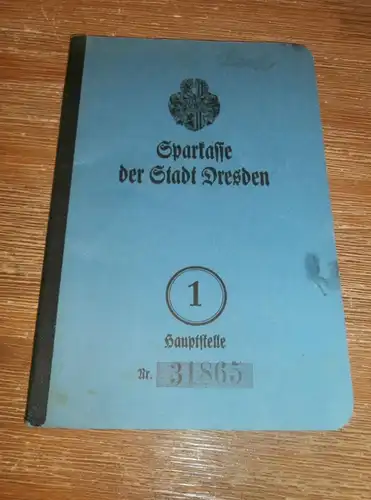 Sparkasse
der Stadt Dresden
1
Hauptstelle
Nr. 31865